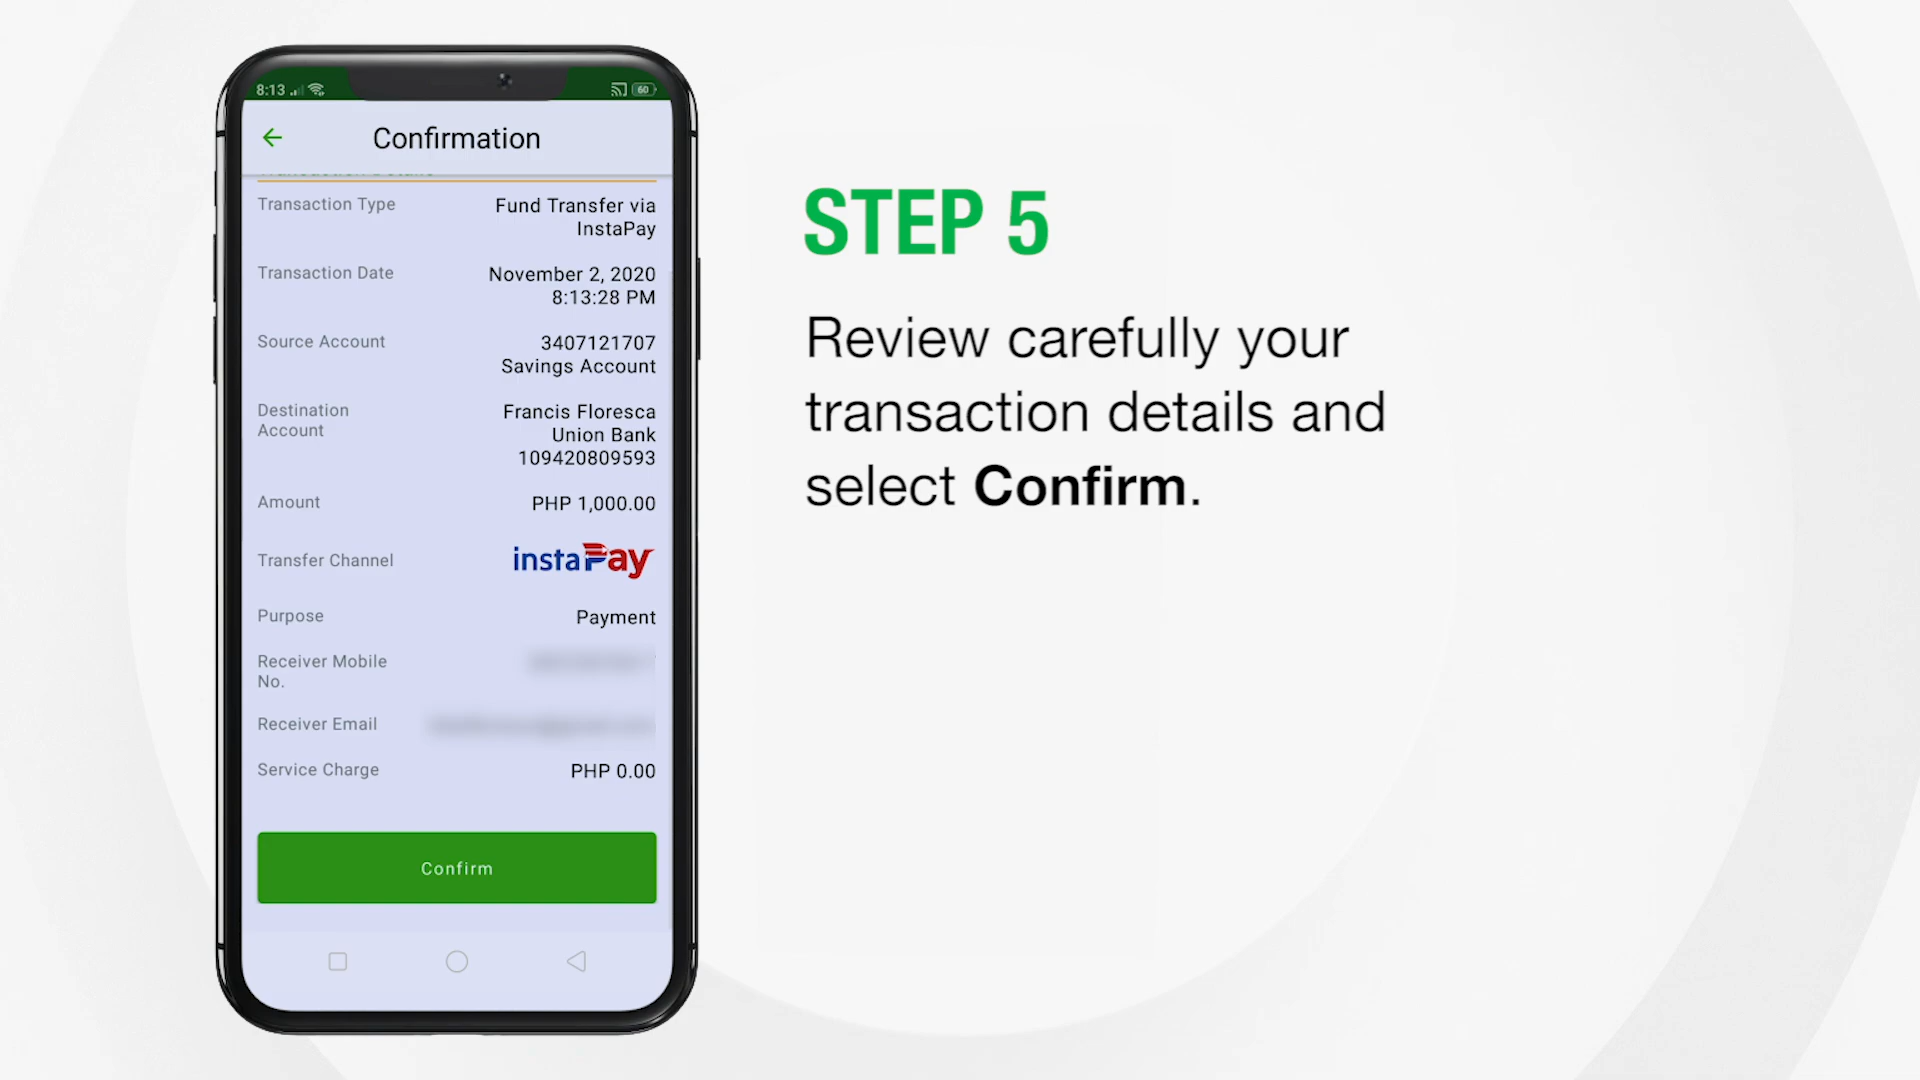 8:13
60
Confirmation
Transaction Type
Fund Transfer via
InstaPay
Transaction Date
November 2, 2020
8:13:28 PM
Source Account
3407121707
Savings Account
Destination
Account
Francis Floresca
Union Bank
109420809593
Amount
PHP 1,000.00
Transfer Channel
instaPay
Purpose
Payment
Receiver Mobile
No.
Receiver Email
Service Charge
PHP 0.00
Confirm
STEP 5
Review carefully your
transaction details and
select Confirm.